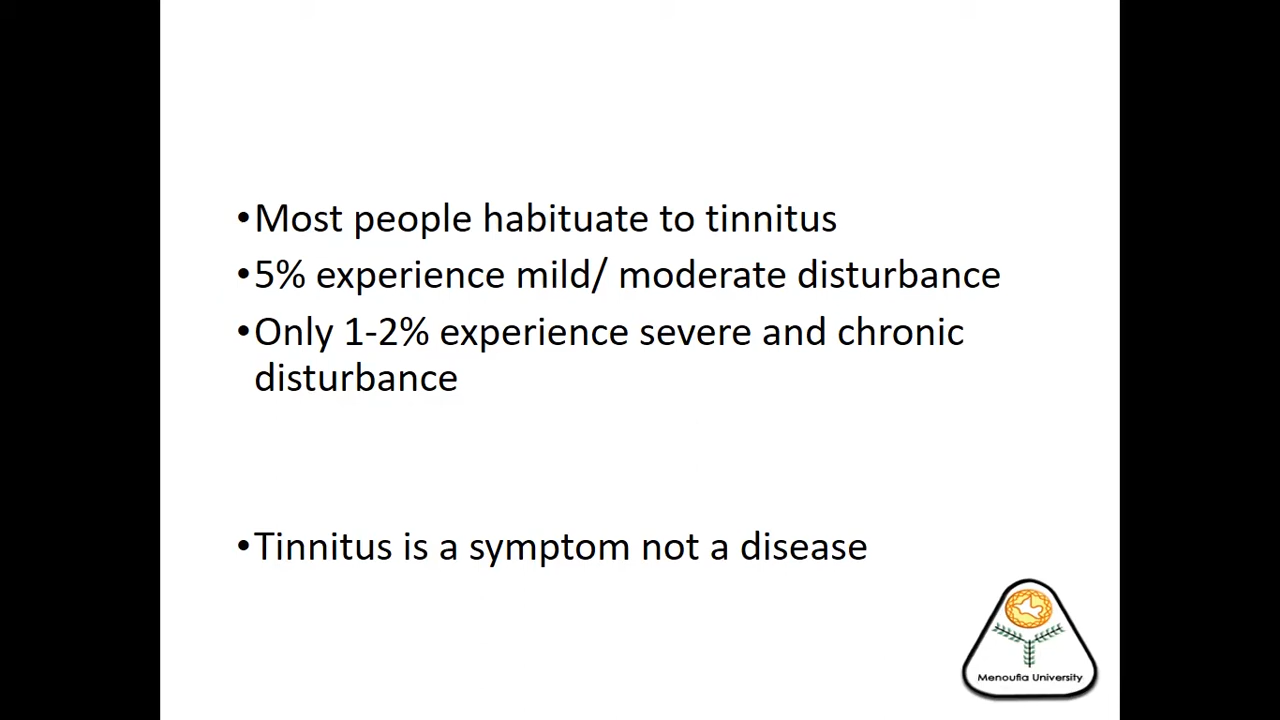 •Most people habituate to tinnitus
•5% experience mild/ moderate disturbance
•Only 1-2% experience severe and chronic
disturbance
•Tinnitus is a symptom not a disease
Menoufia University